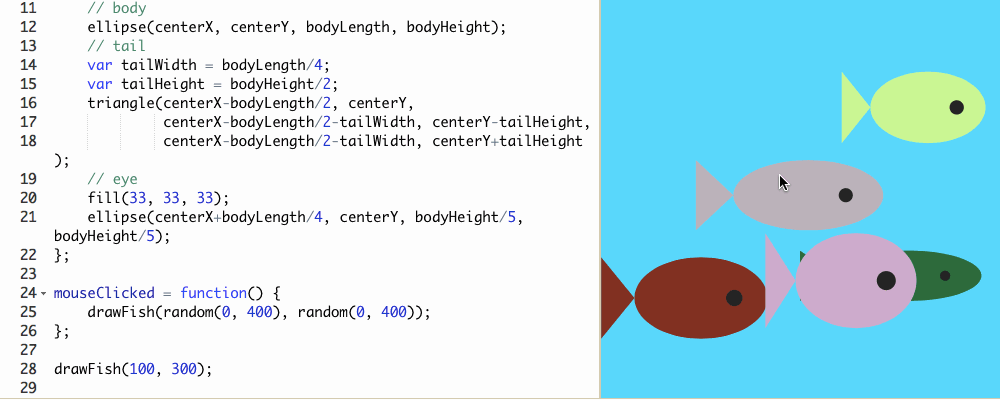 11 // body
12 ellipse(centerX, centerY, bodyLength, bodyHeight);
13 // tail
14 var tailWidth = bodyLength/4;
15 var tailHeight = bodyHeight/2;
16 triangle(centerX-bodyLength/2, centerY,
17 centerX-bodyLength/2-tailWidth, centerY-tailHeight,
18 centerX-bodyLength/2-tailWidth, centerY+tailHeight
);
19 // eye
20 fill(33, 33, 33);
21 ellipse(centerX+bodyLength/4, centerY, bodyHeight/5,
bodyHeight/5);
22 };
23
24 mouseClicked = function() {
25 drawFish(random(0, 400), random(0, 400));
26 };
27
28 drawFish(100, 300);
29